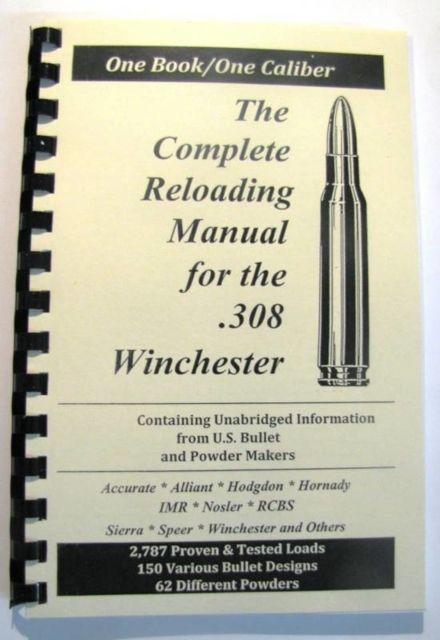 One Book/One Caliber
The
Complete
Reloading
Manual
for the
.308
Winchester
Containing Unabridged Information
from U.S. Bullet
and Powder Makers
Accurate * Alliant * Hodgdon * Hornady
IMR * Nosler * RCBS
Sierra * Speer * Winchester and Others
2,787 Proven & Tested Loads
150 Various Bullet Designs
62 Different Powders